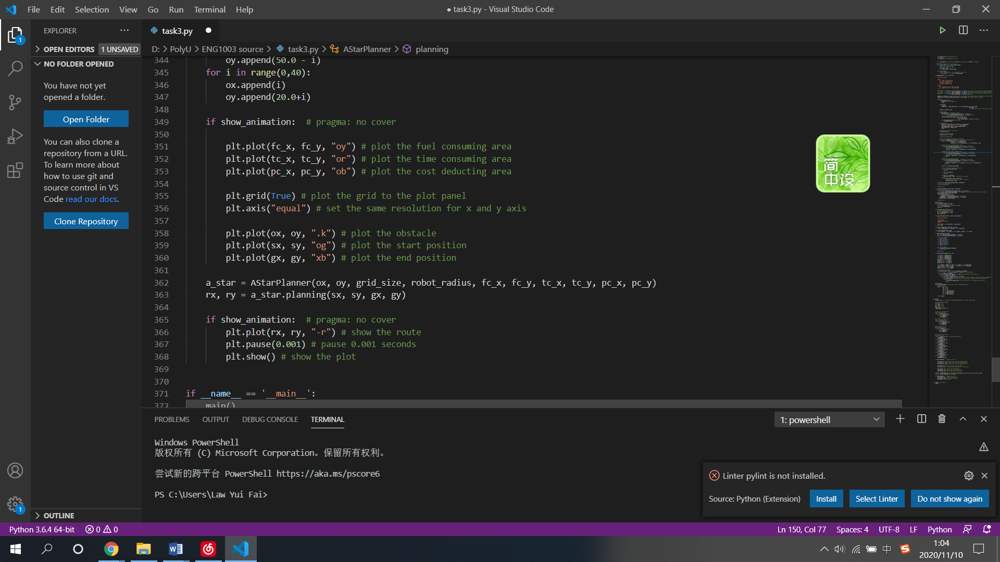 File Edit Selection View Go Run Terminal Help
● task3.py - Visual Studio Code
EXPLORER
OPEN EDITORS 1 UNSAVED
NO FOLDER OPENED
You have not yet
opened a folder.
Open Folder
You can also clone a
repository from a URL.
To learn more about
how to use git and
source control in VS
Code read our docs.
Clone Repository
OUTLINE
1
1
task3.py
D: > PolyU > ENG1003 source > task3.py > AStarPlanner > planning
344 oy.append(50.0 - i)
345 for i in range(0,40):
346 ox.append(i)
347 oy.append(20.0+i)
348
349 if show_animation:  # pragma: no cover
350
351 plt.plot(fc_x, fc_y, "oy") # plot the fuel consuming area
352 plt.plot(tc_x, tc_y, "or") # plot the time consuming area
353 plt.plot(pc_x, pc_y, "ob") # plot the cost deducting area
354
355 plt.grid(True) # plot the grid to the plot panel
356 plt.axis("equal") # set the same resolution for x and y axis
357
358 plt.plot(ox, oy, ".k") # plot the obstacle
359 plt.plot(sx, sy, "og") # plot the start position
360 plt.plot(gx, gy, "xb") # plot the end position
361
362 a_star = AStarPlanner(ox, oy, grid_size, robot_radius, fc_x, fc_y, tc_x, tc_y, pc_x, pc_y)
363 rx, ry = a_star.planning(sx, sy, gx, gy)
364
365 if show_animation:  # pragma: no cover
366 plt.plot(rx, ry, "-r") # show the route
367 plt.pause(0.001) # pause 0.001 seconds
368 plt.show() # show the plot
369
370
371 if __name__ == '__main__':
372 main()
简
中设
PROBLEMS OUTPUT DEBUG CONSOLE TERMINAL
1: powershell
Windows PowerShell
版权所有 (C) Microsoft Corporation。保留所有权利。
尝试新的跨平台 PowerShell https://aka.ms/pscore6
PS C:\Users\Law Yui Fai>
Linter pylint is not installed.
Source: Python (Extension) Install Select Linter Do not show again
Python 3.6.4 64-bit 0 0
Ln 150, Col 77 Spaces: 4 UTF-8 LF Python
中 1:04
2020/11/10